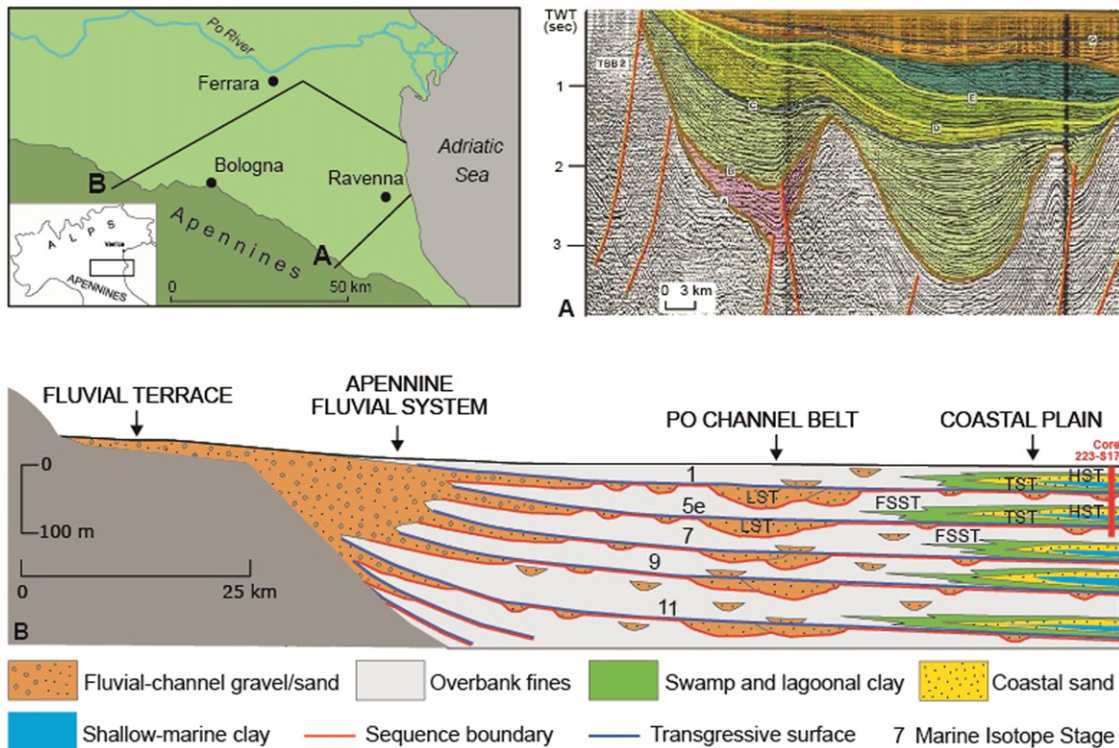 Po River
Ferrara
Adriatic
Sea
B
Bologna
Ravenna
Apennines
A
ALPS
APENNINES
0
50 km
TWT
(sec)
TSB 2
1
2
3
C
B
A
D
E
G
0 3 km
A
FLUVIAL TERRACE
APENNINE
FLUVIAL SYSTEM
PO CHANNEL BELT
COASTAL PLAIN
Core
223-S17
0
100 m
0
25 km
B
1
5e
7
9
11
LST
LST
FSST
FSST
TST
HST
TST
HST
Fluvial-channel gravel/sand
Overbank fines
Swamp and lagoonal clay
Coastal sand
Shallow-marine clay
Sequence boundary
Transgressive surface
7 Marine Isotope Stage